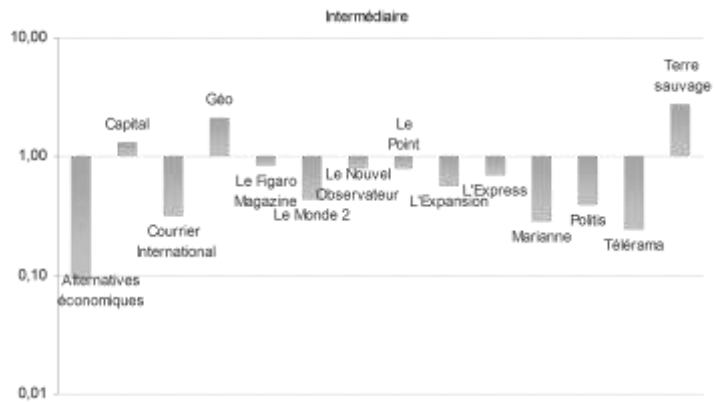 Intermédiaire
10,00
1,00
0,10
0,01
Alternatives
économiques
Capital
Courrier
International
Géo
Le Figaro
Magazine
Le Monde 2
Le Nouvel
Observateur
Le
Point
L'Expansion
L'Express
Marianne
Politis
Télérama
Terre
sauvage